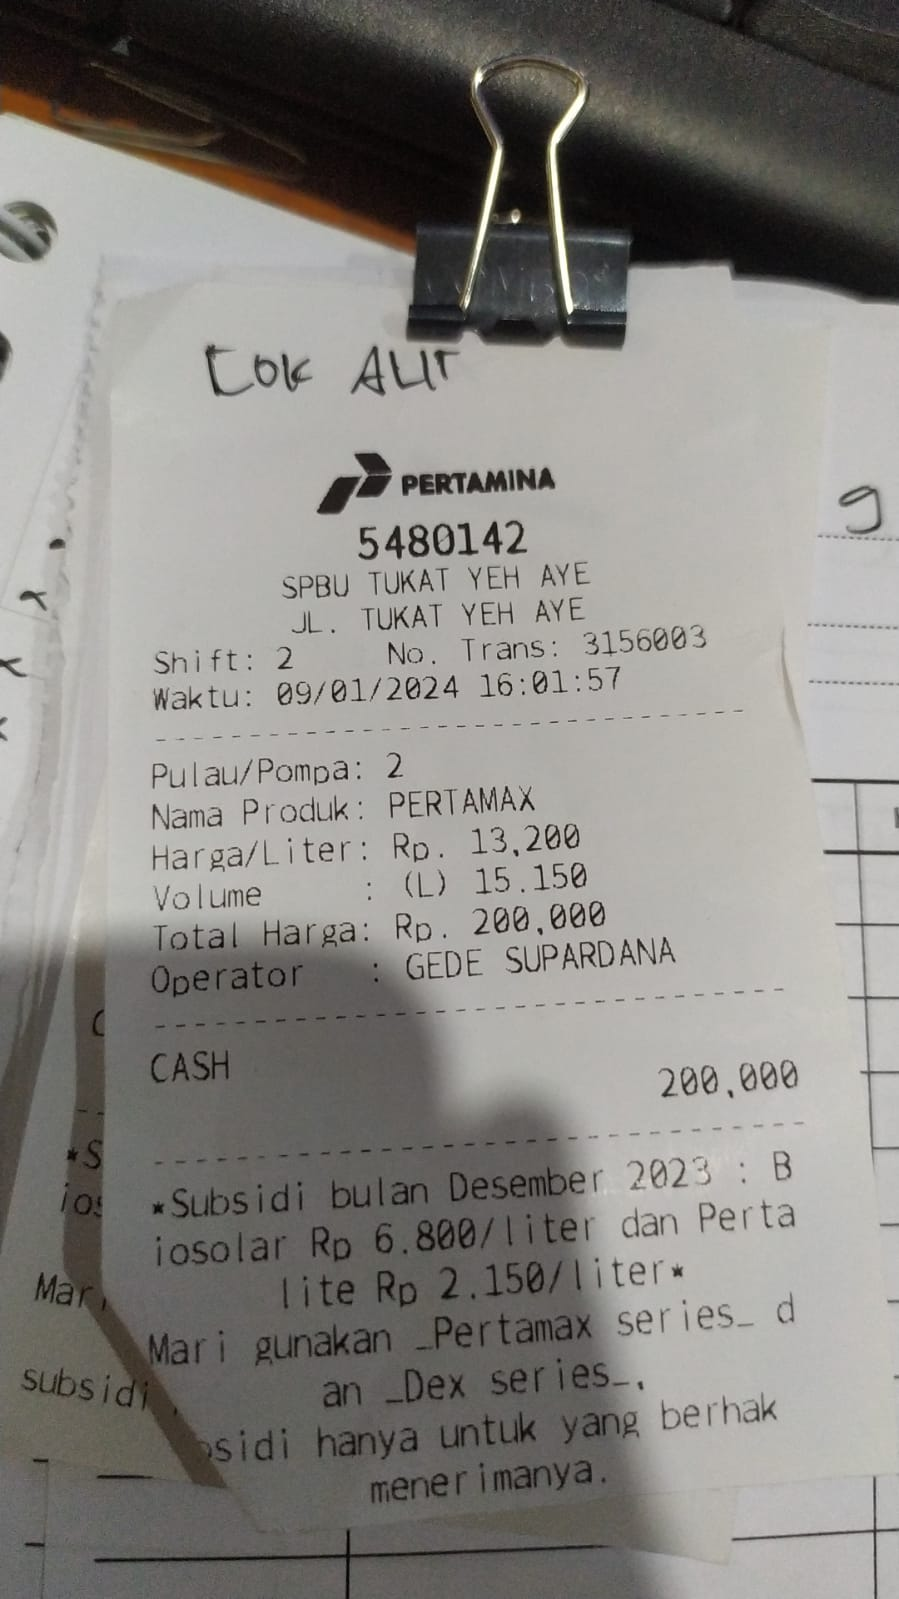 PERTAMINA
5480142
SPBU TUKAT YEH AYE
JL. TUKAT YEH AYE
Shift: 2 No. Trans: 3156003
Waktu: 09/01/2024 16:01:57
Pulau/Pompa: 2
Nama Produk: PERTAMAX
Harga/Liter: Rp. 13,200
Volume : (L) 15.150
Total Harga: Rp. 200,000
Operator : GEDE SUPARDANA
CASH
200,000
*Subsidi bulan Desember 2023 : B
iosolar Rp 6.800/liter dan Perta
lite Rp 2.150/liter*
Mari gunakan _Pertamax series_ d
an _Dex series_.
sidi hanya untuk yang berhak
menerimanya.
*S
ios
Mari
subsidi
9